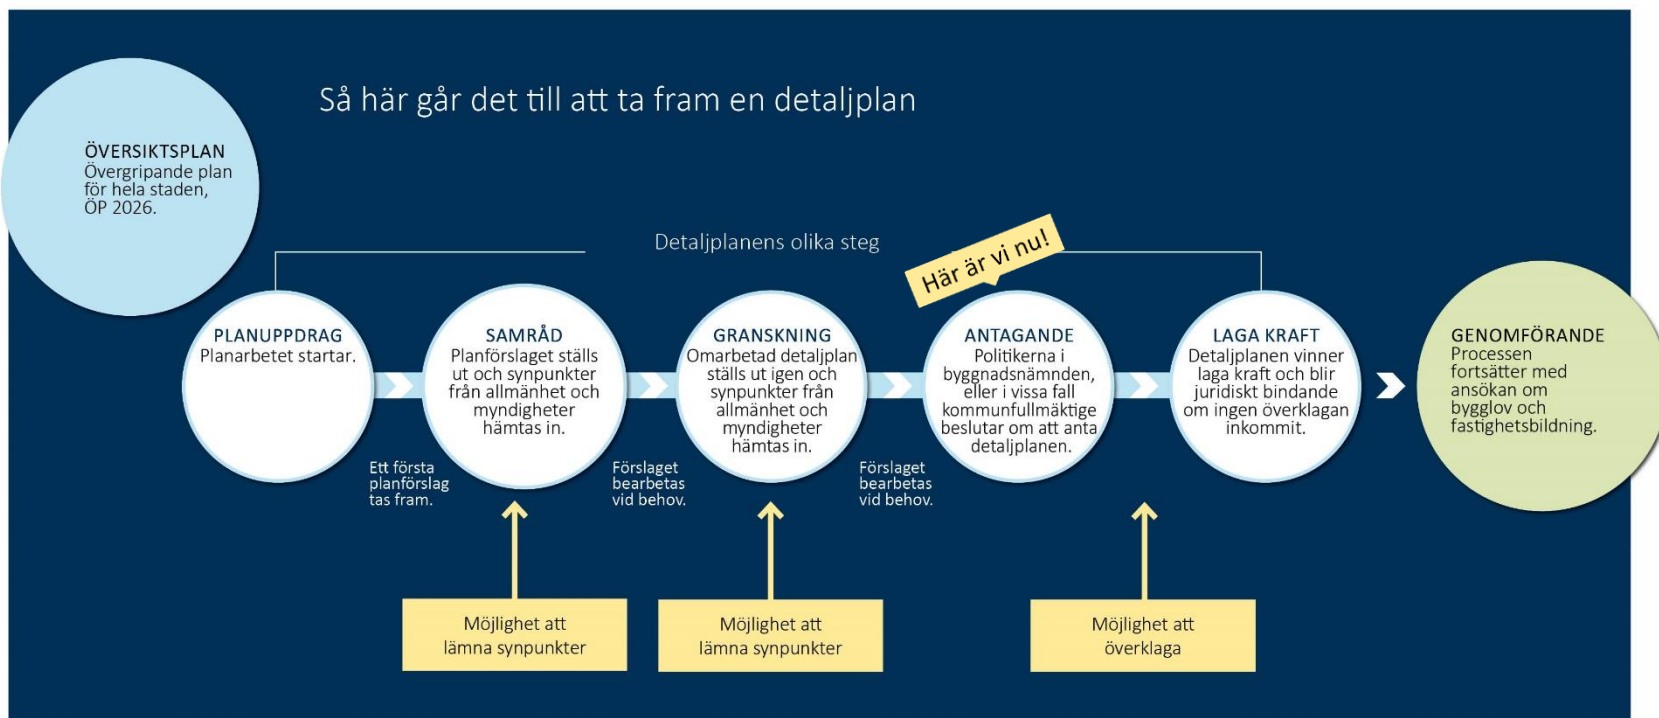 Så här går det till att ta fram en detaljplan
ÖVERSIKTSPLAN
Övergripande plan
för hela staden,
ÖP 2026.
Detaljplanens olika steg
Här är vi nu!
PLANUPPDRAG
Planarbetet startar.
Ett första
planförslag
tas fram.
SAMRÅD
Planförslaget ställs
ut och synpunkter
från allmänhet och
myndigheter
hämtas in.
Förslaget
bearbetas
vid behov.
GRANSKNING
Omarbetad detaljplan
ställs ut igen och
synpunkter från
allmänhet och
myndigheter
hämtas in.
Förslaget
bearbetas
vid behov.
ANTAGANDE
Politikerna i
byggnadsnämnden,
eller i vissa fall
kommunfullmäktige
beslutar om att anta
detaljplanen.
LAGA KRAFT
Detaljplanen vinner
laga kraft och blir
juridiskt bindande
om ingen överklagan
inkommit.
GENOMFÖRANDE
Processen
fortsätter med
ansökan om
bygglov och
fastighetsbildning.
Möjlighet att
lämna synpunkter
Möjlighet att
lämna synpunkter
Möjlighet att
överklaga